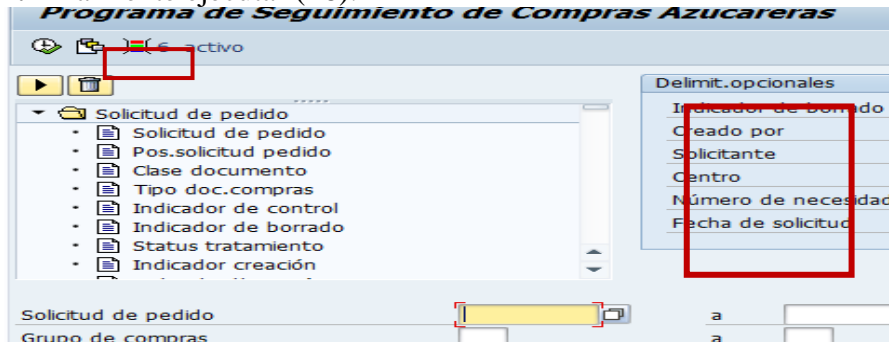 Programa de Seguimiento de Compras Azucareras
6 activo
Delimit.opcionales
Solicitud de pedido
Solicitud de pedido
Pos.solicitud pedido
Clase documento
Tipo doc.compras
Indicador de control
Indicador de borrado
Status tratamiento
Indicador creación
Indicador de borrado
Creado por
Solicitante
Centro
Número de necesidad
Fecha de solicitud
Solicitud de pedido
a
Grupo de compras
a